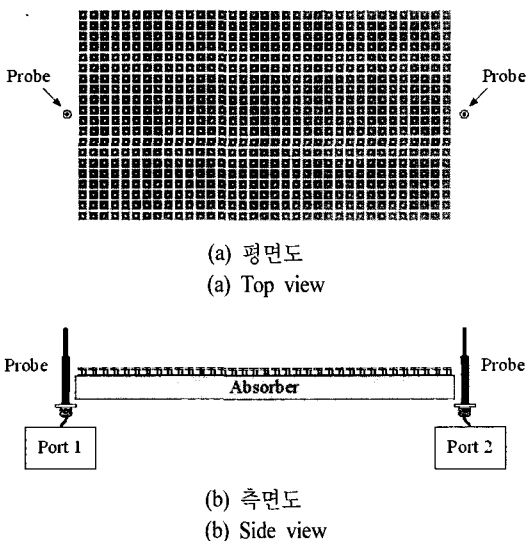 Probe
Probe
(a) 평면도
(a) Top view
Probe
Probe
Absorber
Port 1
Port 2
(b) 측면도
(b) Side view